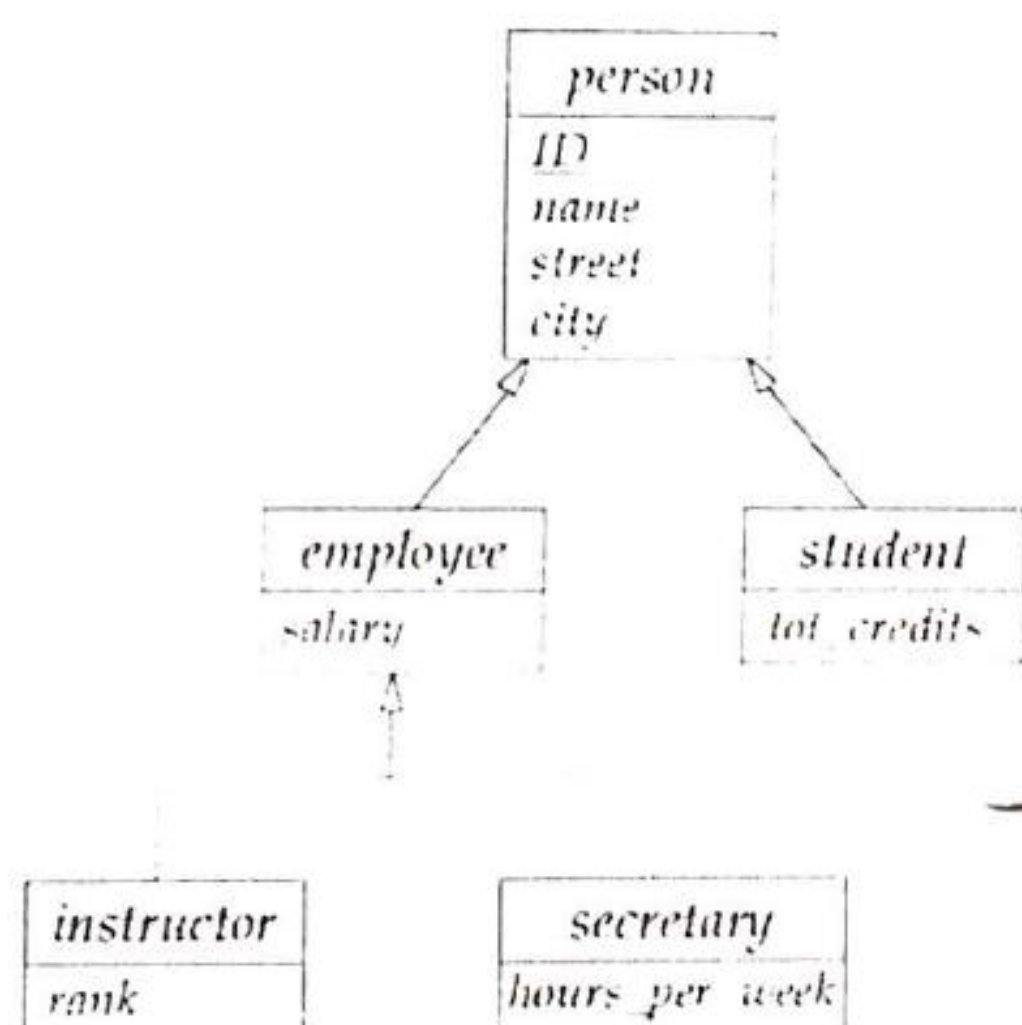 person
ID
name
street
city
employee
salary
student
tot_credits
instructor
rank
secretary
hours_per_week